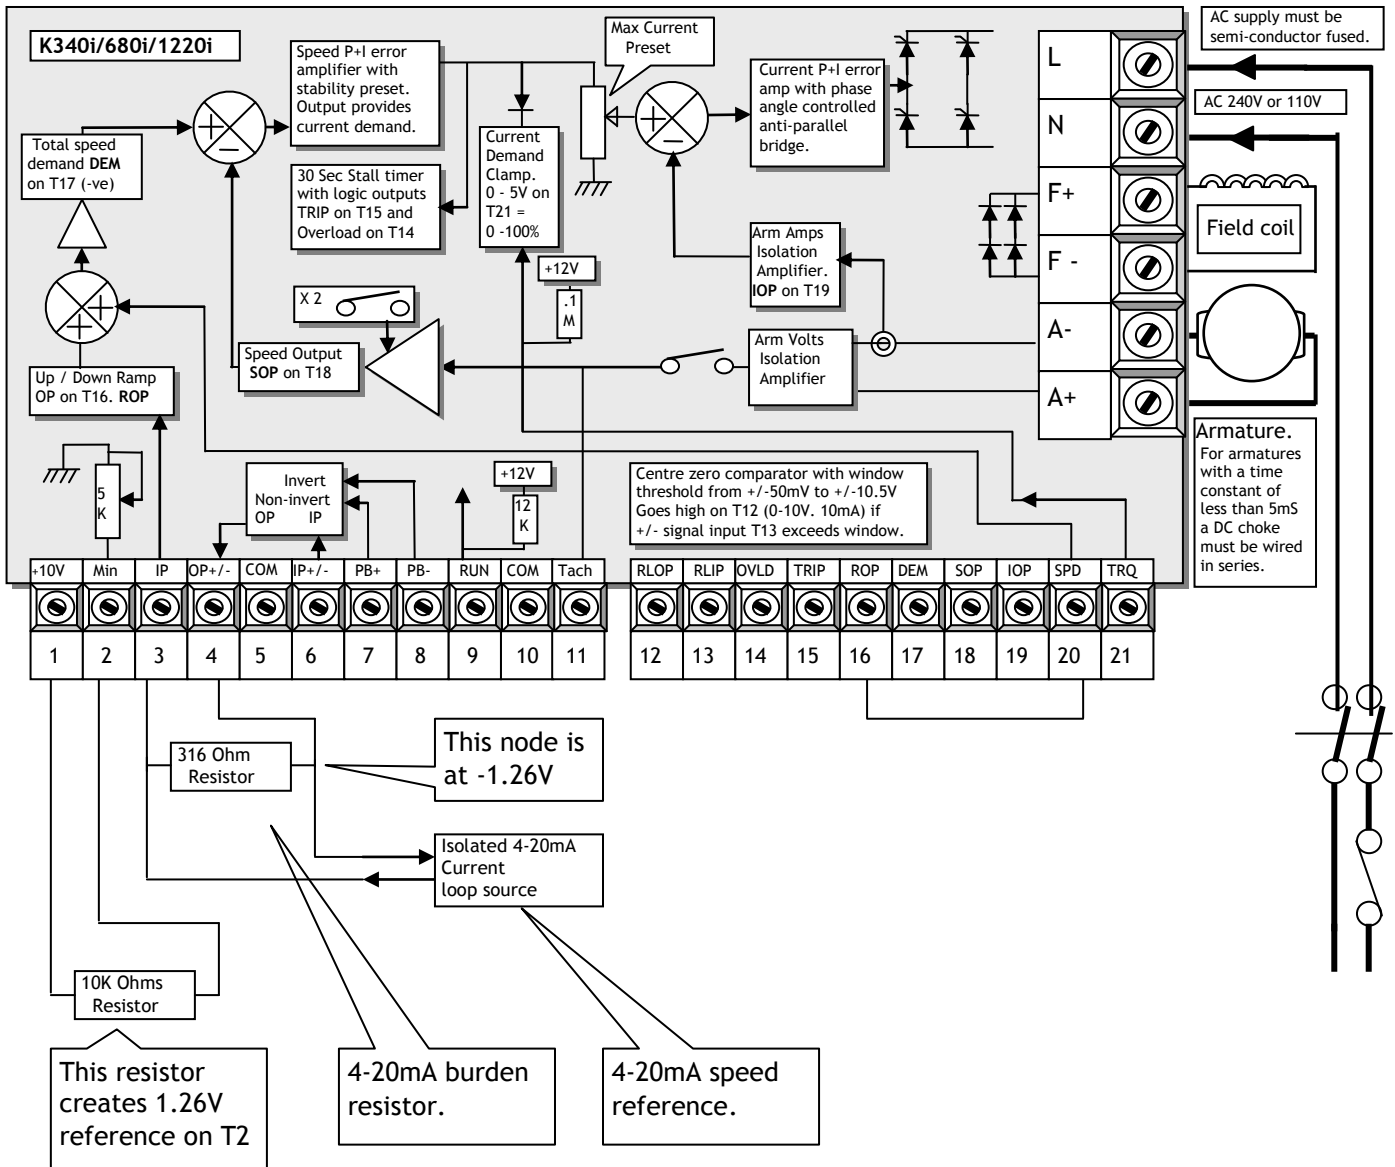 K340i/680i/1220i
Speed P+I error
amplifier with
stability preset.
Output provides
current demand.
Max Current
Preset
Current P+I error
amp with phase
angle controlled
anti-parallel
bridge.
AC supply must be
semi-conductor fused.
AC 240V or 110V
L
N
F+
F -
A-
A+
Field coil
Total speed
demand DEM
on T17 (-ve)
30 Sec Stall timer
with logic outputs
TRIP on T15 and
Overload on T14
Current
Demand
Clamp.
0 - 5V on
T21 =
0 -100%
Arm Amps
Isolation
Amplifier.
IOP on T19
+12V
.1
M
X 2
Speed Output
SOP on T18
Arm Volts
Isolation
Amplifier
Up / Down Ramp
OP on T16. ROP
5
K
Invert
Non-invert
OP IP
+12V
12
K
Centre zero comparator with window
threshold from +/-50mV to +/-10.5V
Goes high on T12 (0-10V. 10mA) if
+/- signal input T13 exceeds window.
Armature.
For armatures
with a time
constant of
less than 5mS
a DC choke
must be wired
in series.
+10V Min IP OP+/- COM IP+/- PB+ PB- RUN COM Tach
RLOP RLIP OVLD TRIP ROP DEM SOP IOP SPD TRQ
1 2 3 4 5 6 7 8 9 10 11
12 13 14 15 16 17 18 19 20 21
316 Ohm
Resistor
This node is
at -1.26V
Isolated 4-20mA
Current
loop source
10K Ohms
Resistor
This resistor
creates 1.26V
reference on T2
4-20mA burden
resistor.
4-20mA speed
reference.